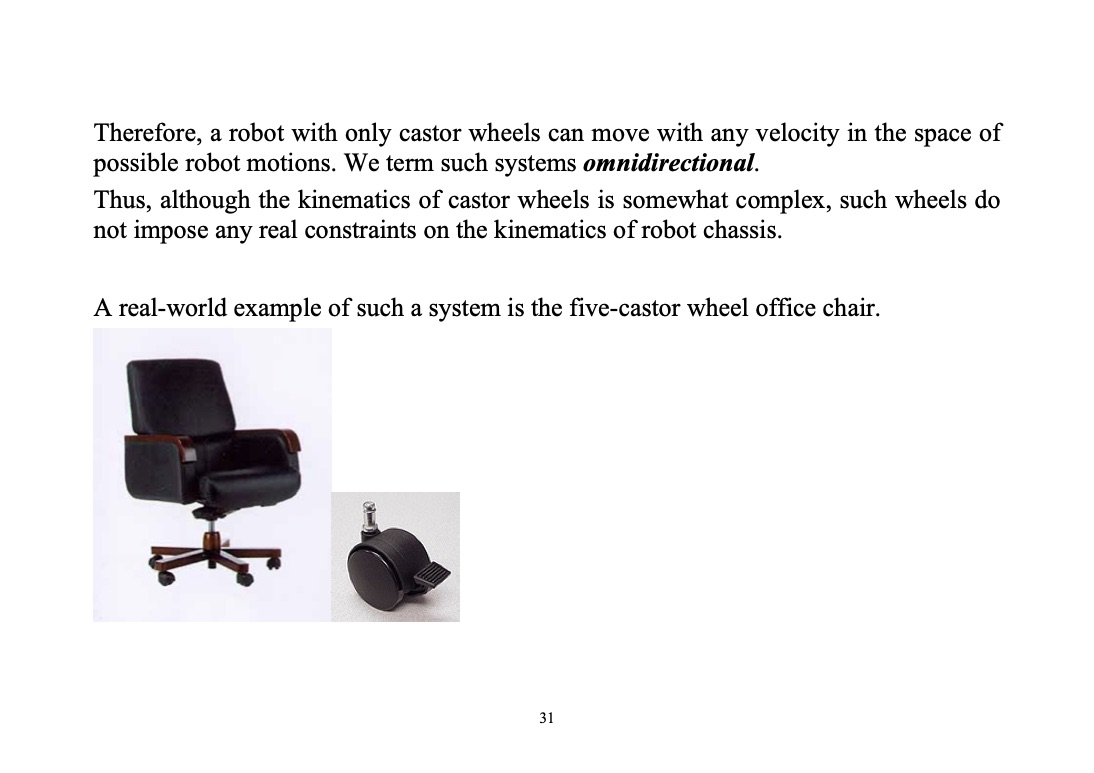 Therefore, a robot with only castor wheels can move with any velocity in the space of
possible robot motions. We term such systems omnidirectional.
Thus, although the kinematics of castor wheels is somewhat complex, such wheels do
not impose any real constraints on the kinematics of robot chassis.
A real-world example of such a system is the five-castor wheel office chair.
31